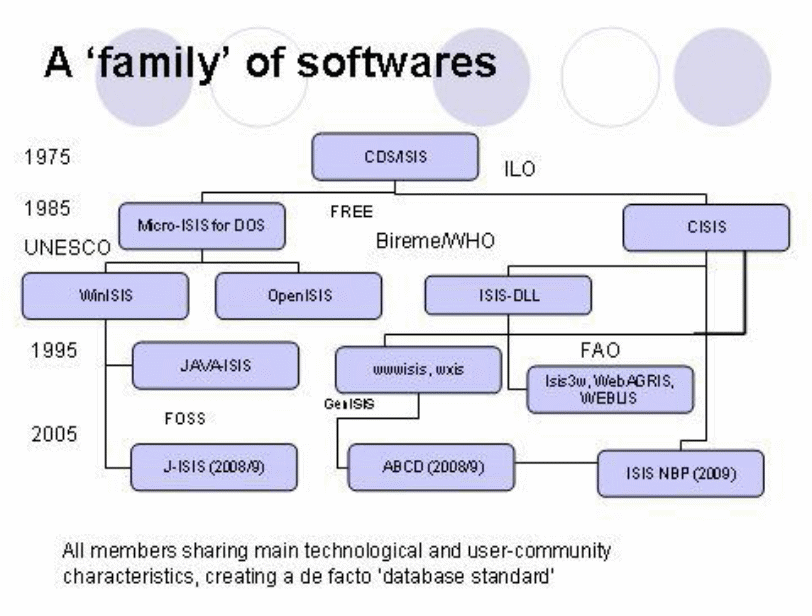 A 'family' of softwares
1975
CDS/ISIS
ILO
1985
Micro-ISIS for DOS
FREE
CISIS
UNESCO
Bireme/WHO
WinISIS
OpenISIS
ISIS-DLL
1995
JAVA-ISIS
wwwisis, wxis
FAO
Isis3w, WebAGRIS,
WEBLIS
GenISIS
FOSS
2005
J-ISIS (2008/9)
ABCD (2008/9)
ISIS NBP (2009)
All members sharing main technological and user-community
characteristics, creating a de facto 'database standard'